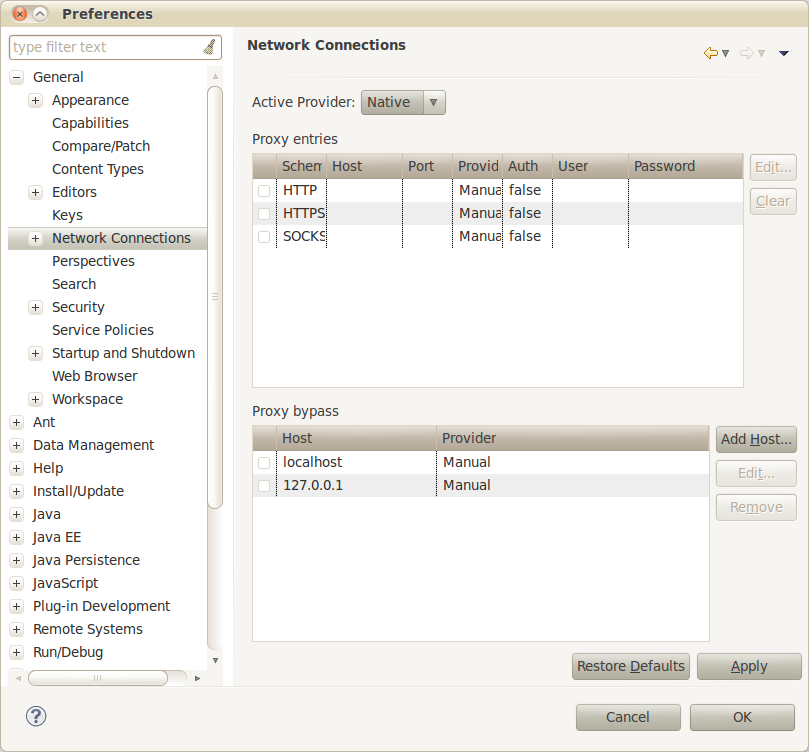 Preferences
type filter text
General
Appearance
Capabilities
Compare/Patch
Content Types
Editors
Keys
Network Connections
Perspectives
Search
Security
Service Policies
Startup and Shutdown
Web Browser
Workspace
Ant
Data Management
Help
Install/Update
Java
Java EE
Java Persistence
JavaScript
Plug-in Development
Remote Systems
Run/Debug
Network Connections
Active Provider: Native
Proxy entries
Schem Host Port Provid Auth User Password
HTTP Manua false
HTTPS Manua false
SOCKS Manua false
Edit...
Clear
Proxy bypass
Host Provider
localhost Manual
127.0.0.1 Manual
Add Host...
Edit...
Remove
Restore Defaults Apply
? Cancel OK